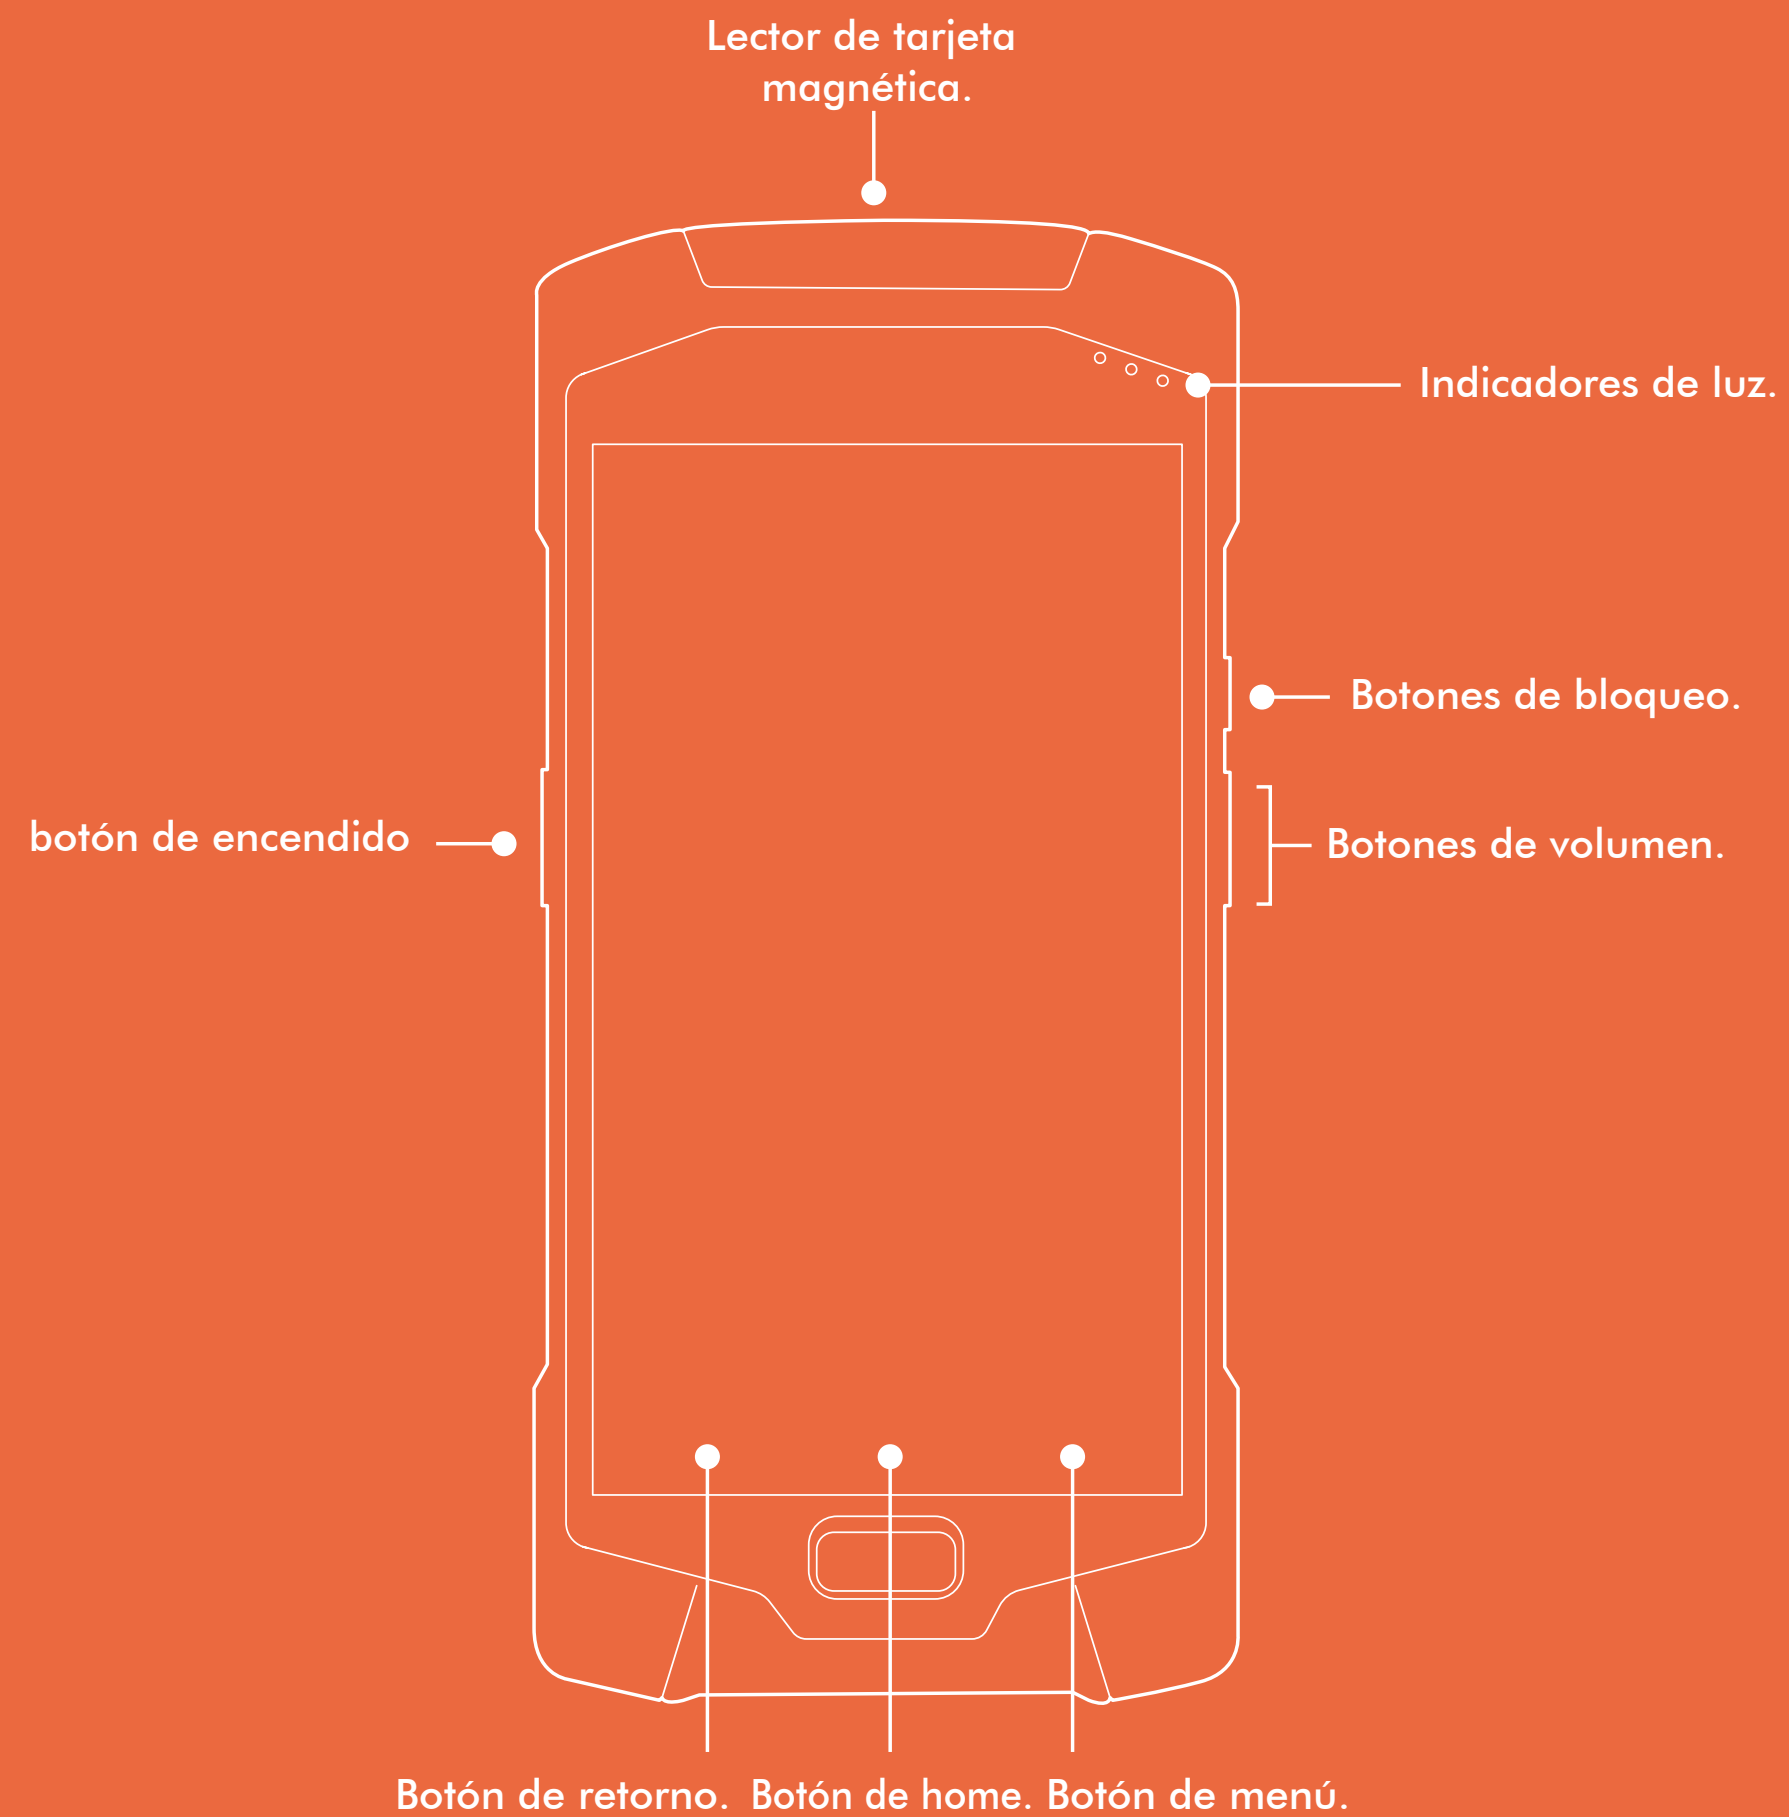 Lector de tarjeta
magnética.
Indicadores de luz.
Botones de bloqueo.
botón de encendido
Botones de volumen.
Botón de retorno. Botón de home. Botón de menú.